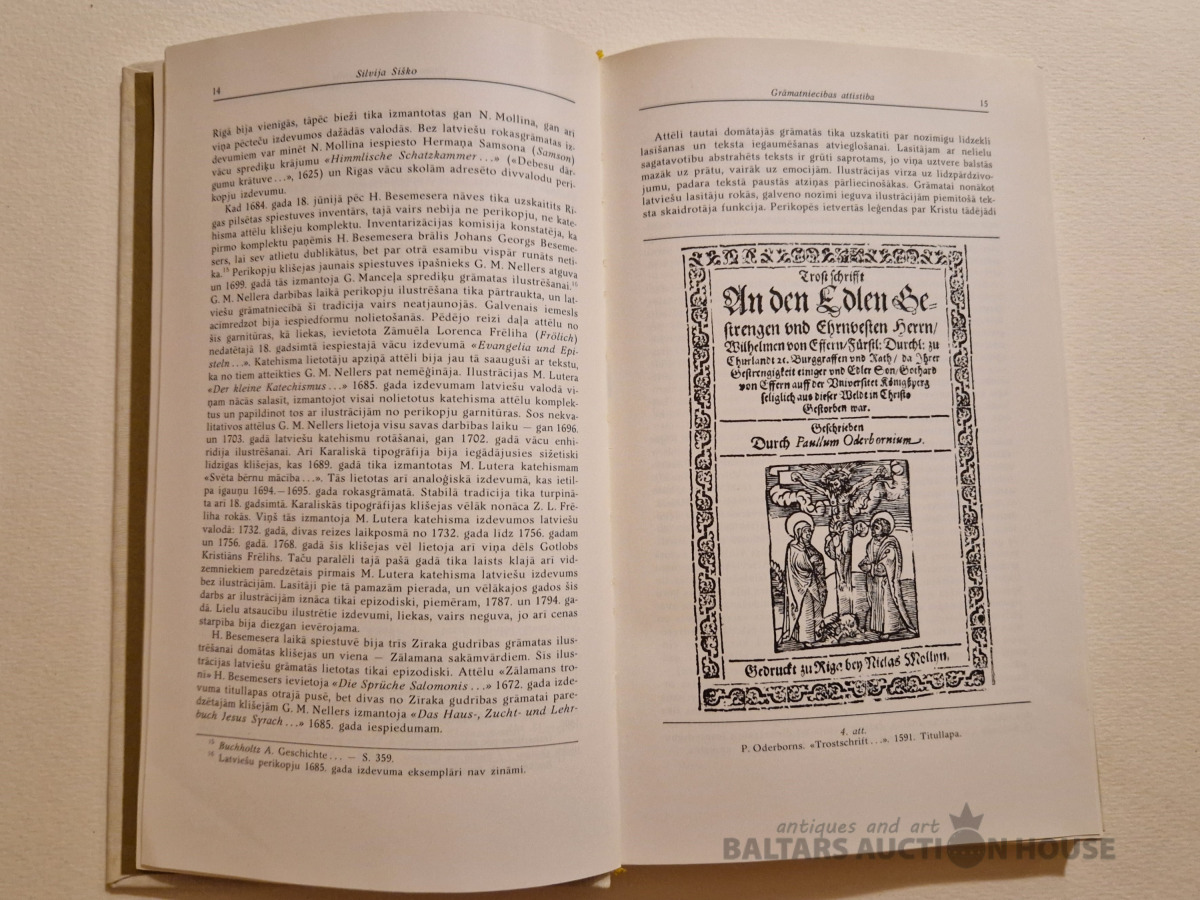 14
Silvija Šiško
Rīgā bija vienīgās, tāpēc bieži tika izmantotas gan N. Mollina, gan arī
viņa pēcteču izdevumos dažādās valodās. Bez latviešu rokasgrāmatas iz-
devumiem var minēt N. Mollina iespiesto Hermaņa Samsona (Samson)
vācu sprediķu krājumu «Himmlische Schatzkammer...» («Debesu dār-
gumu krātuve...», 1625) un Rīgas vācu skolām adresēto divvalodu peri-
kopju izdevumu.
Kad 1684. gada 18. jūnijā pēc H. Besemesera nāves tika uzskaitīts Rī-
gas pilsētas spiestuves inventārs, tajā vairs nebija ne perikopju, ne kate-
hisma attēlu klišeju komplektu. Inventarizācijas komisija konstatēja, ka
pirmo komplektu paņēmis H. Besemesera brālis Johans Georgs Beseme-
sers, lai sev atlietu dublikātus, bet par otrā esamību vispār runāts neti-
ka.¹⁵ Perikopju klišejas jaunais spiestuves īpašnieks G. M. Nellers atguva
un 1699. gadā tās izmantoja G. Manceļa sprediķu grāmatas ilustrēšanai.¹⁶
G. M. Nellera darbības laikā perikopju ilustrēšana tika pārtraukta, un lat-
viešu grāmatniecībā šī tradīcija vairs neatjaunojās. Galvenais iemesls
acīmredzot bija iespiedformu nolietošanās. Pēdējo reizi daļa attēlu no
šīs garnitūras, kā liekas, ievietota Zāmuēla Lorenca Frēliha (Frölich)
nedatētajā 18. gadsimtā iespiestajā vācu izdevumā «Evangelia und Epi-
steln...». Katehisma lietotāju apziņā attēli bija jau tā saauguši ar tekstu,
ka no tiem atteikties G. M. Nellers pat nemēģināja. Ilustrācijas M. Lutera
«Der kleine Katechismus...» 1685. gada izdevumam latviešu valodā vi-
ņam nācās salasīt, izmantojot visai nolietotus katehisma attēlu komplek-
tus un papildinot tos ar ilustrācijām no perikopju garnitūras. Šos nekva-
litatīvos attēlus G. M. Nellers lietoja visu savas darbības laiku — gan 1696.
un 1703. gadā latviešu katehismu rotāšanai, gan 1702. gadā vācu enhi-
ridija ilustrēšanai. Arī Karaliskā tipogrāfija bija iegādājusies sižetiski
līdzīgas klišejas, kas 1689. gadā tika izmantotas M. Lutera katehismam
«Svēta bērnu mācība...». Tās lietotas arī analoģiskā izdevumā, kas ietil-
pa igauņu 1694.—1695. gada rokasgrāmatā. Stabilā tradīcija tika turpinā-
ta arī 18. gadsimtā. Karaliskās tipogrāfijas klišejas vēlāk nonāca Z. L. Frē-
liha rokās. Viņš tās izmantoja M. Lutera katehisma izdevumos latviešu
valodā: 1732. gadā, divas reizes laikposmā no 1732. gada līdz 1756. gadam
un 1756. gadā. 1768. gadā šīs klišejas vēl lietoja arī viņa dēls Gotlobs
Kristiāns Frēlihs. Taču paralēli tajā pašā gadā tika laists klajā arī vid-
zemniekiem paredzētais pirmais M. Lutera katehisma latviešu izdevums
bez ilustrācijām. Lasītāji pie tā pamazām pierada, un vēlākajos gados šis
darbs ar ilustrācijām iznāca tikai epizodiski, piemēram, 1787. un 1794. ga-
dā. Lielu atsaucību ilustrētie izdevumi, liekas, vairs neguva, jo arī cenas
starpība bija diezgan ievērojama.
H. Besemesera laikā spiestuvē bija trīs Zīraka gudrības grāmatas ilus-
trēšanai domātas klišejas un viena — Zālamana sakāmvārdiem. Šīs ilus-
trācijas latviešu grāmatās lietotas tikai epizodiski. Attēlu «Zālamans tro-
nī» H. Besemesers ievietoja «Die Sprüche Salomonis...» 1672. gada izde-
vuma titullapas otrajā pusē, bet divas no Zīraka gudrības grāmatai pare-
dzētajām klišejām G. M. Nellers izmantoja «Das Haus-, Zucht- und Lehr-
buch Jesus Syrach...» 1685. gada iespiedumam.
¹⁵ Buchholtz A. Geschichte... — S. 359.
¹⁶ Latviešu perikopju 1685. gada izdevuma eksemplāri nav zināmi.
Grāmatniecības attīstība
15
Attēli tautai domātajās grāmatās tika uzskatīti par nozīmīgu līdzekli
lasīšanas un teksta iegaumēšanas atvieglošanai. Lasītājam ar nelielu
sagatavotību abstrahēts teksts ir grūti saprotams, jo viņa uztvere balstās
mazāk uz prātu, vairāk uz emocijām. Ilustrācijas virza uz līdzpārdzīvo-
jumu, padara tekstā paustās atziņas pārliecinošākas. Grāmatai nonākot
latviešu lasītāju rokās, galveno nozīmi ieguva ilustrācijām piemītošā tek-
sta skaidrotāja funkcija. Perikopēs ietvertās leģendas par Kristu tādējādi
Trostschrifft
An den Edlen Ge-
strengen vnd Ehrnvesten Herrn/
Wilhelmen von Effern/Fürstl: Durchl: zu
Churlandt ꝛc. Burggraffen vnd Rath/ da Ihrer
Gestrengigkeit einiger vnd Edler Son/Gothard
von Effern auff der Vniversitet Königsperg
seliglich aus dieser Welde in Christo
Gestorben war.
Geschrieben
Durch Paullum Oderbornium.
Gedruckt zu Riga bey Niclas Mollyn.
4. att.
P. Oderborns. «Trostschrift...». 1591. Titullapa.
antiques and art
BALTARS AUCTION HOUSE